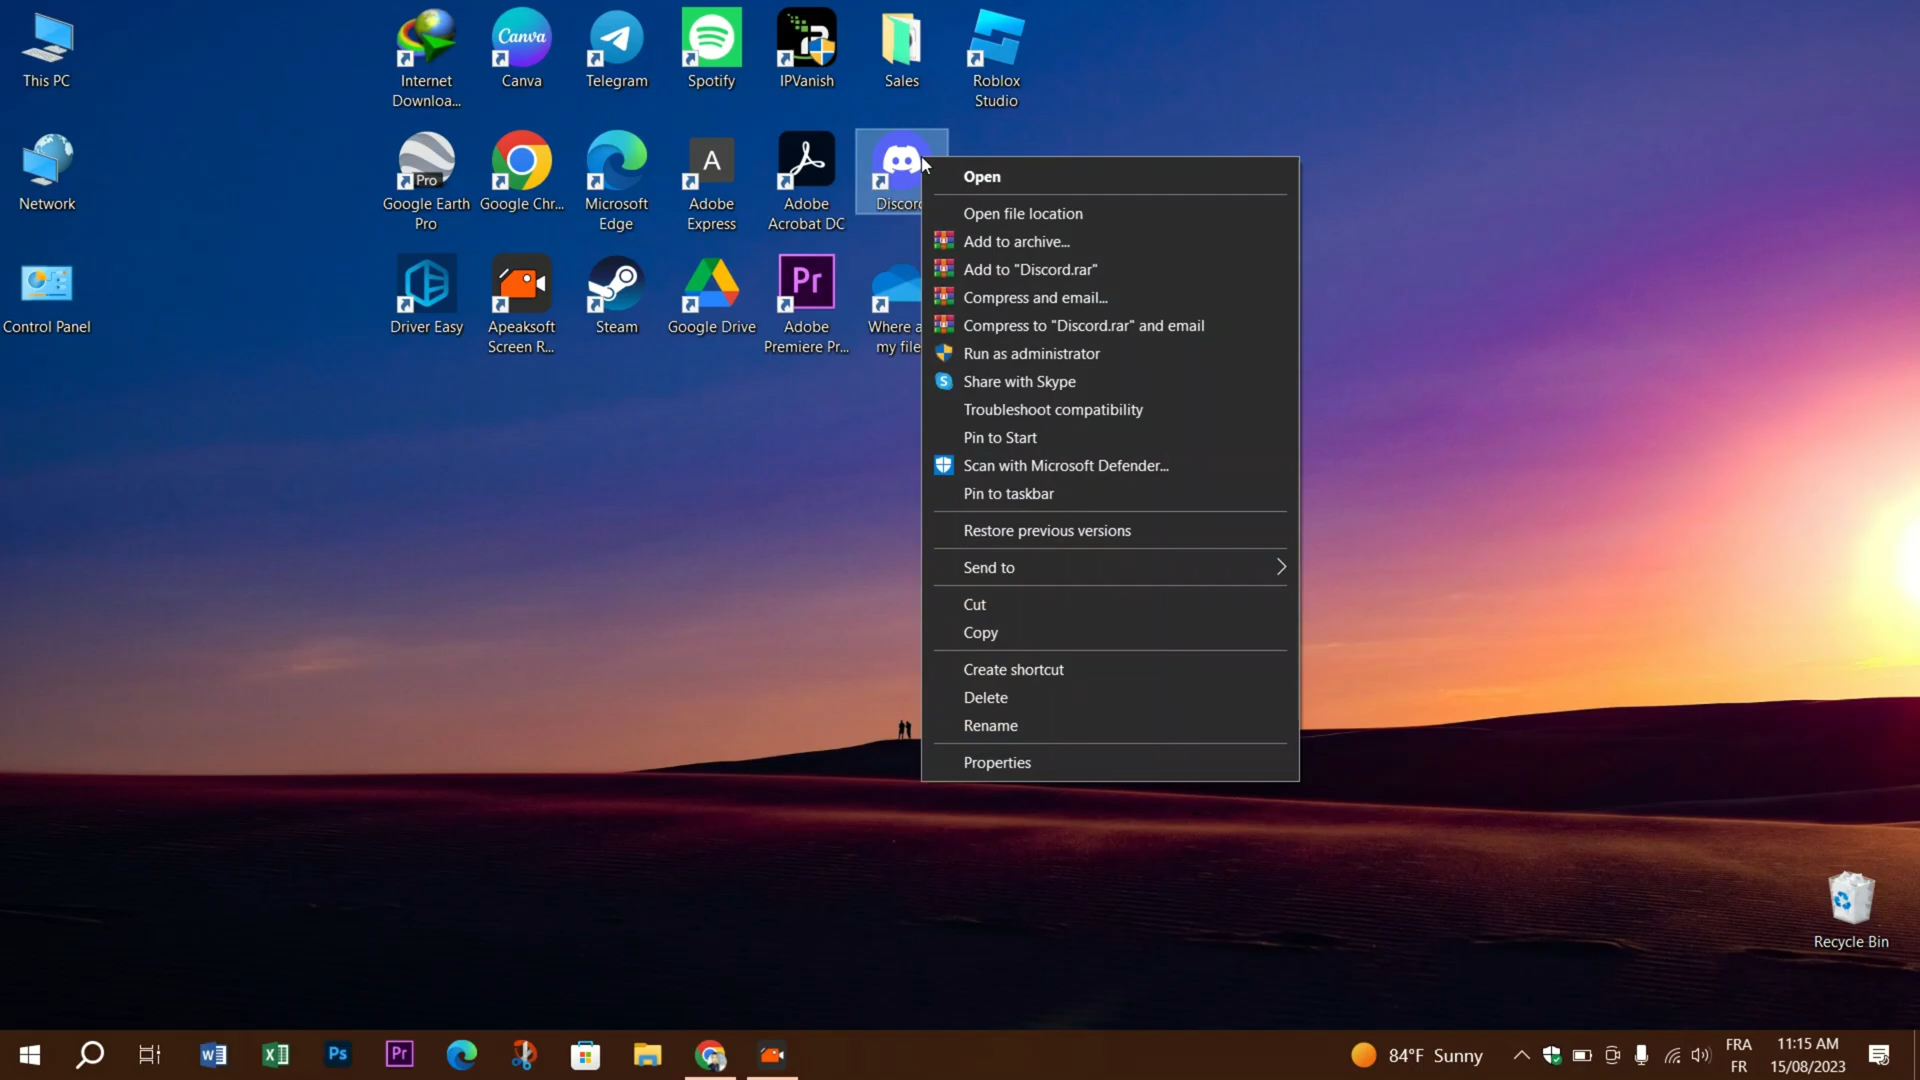 This PC
Internet
Downloa...
Canva
Telegram
Spotify
IPVanish
Sales
Roblox
Studio
Network
Pro
Google Earth
Pro
Google Chr...
Microsoft
Edge
A
Adobe
Express
Adobe
Acrobat DC
Discord
Control Panel
Driver Easy
Apeaksoft
Screen R...
Steam
Google Drive
Pr
Adobe
Premiere Pr...
Where a
my file
Open
Open file location
Add to archive...
Add to "Discord.rar"
Compress and email...
Compress to "Discord.rar" and email
Run as administrator
Share with Skype
Troubleshoot compatibility
Pin to Start
Scan with Microsoft Defender...
Pin to taskbar
Restore previous versions
Send to
Cut
Copy
Create shortcut
Delete
Rename
Properties
Recycle Bin
Ps
Pr
84°F Sunny
FRA
FR
11:15 AM
15/08/2023